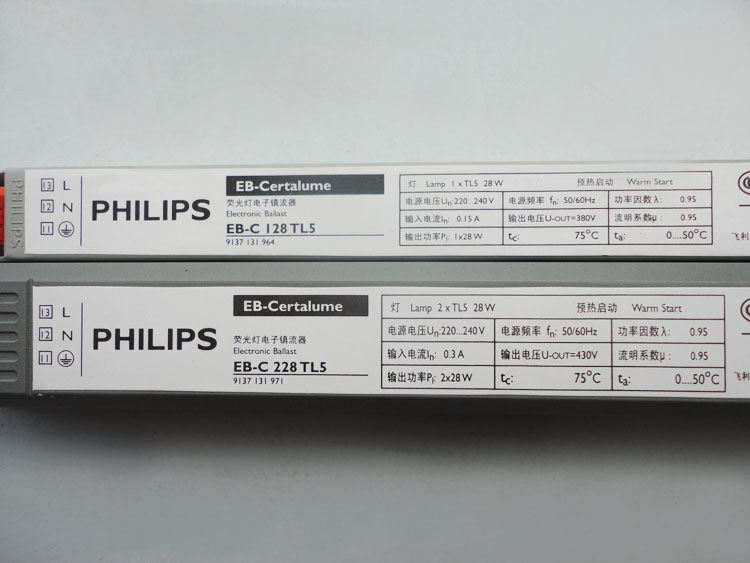 PHILIPS
13 L
12 N
11
PHILIPS
EB-Certalume
荧光灯电子镇流器
Electronic Ballast
EB-C 128 TL5
9137 131 964
灯 Lamp 1 x TL5 28 W 预热启动 Warm Start
电源电压Un:220...240V 电源频率 fn: 50/60Hz 功率因数λ: 0.95
输入电流In: 0.15 A 输出电压U-OUT=380V 流明系数μ: 0.95
输出功率Pi: 1x28 W tc: 75°C ta: 0....50°C
飞利
13 L
12 N
11
PHILIPS
EB-Certalume
荧光灯电子镇流器
Electronic Ballast
EB-C 228 TL5
9137 131 971
灯 Lamp 2 x TL5 28 W 预热启动 Warm Start
电源电压Un:220...240V 电源频率 fn: 50/60Hz 功率因数λ: 0.95
输入电流In: 0.3 A 输出电压U-OUT=430V 流明系数μ: 0.95
输出功率Pi: 2x28 W tc: 75°C ta: 0....50°C
飞利